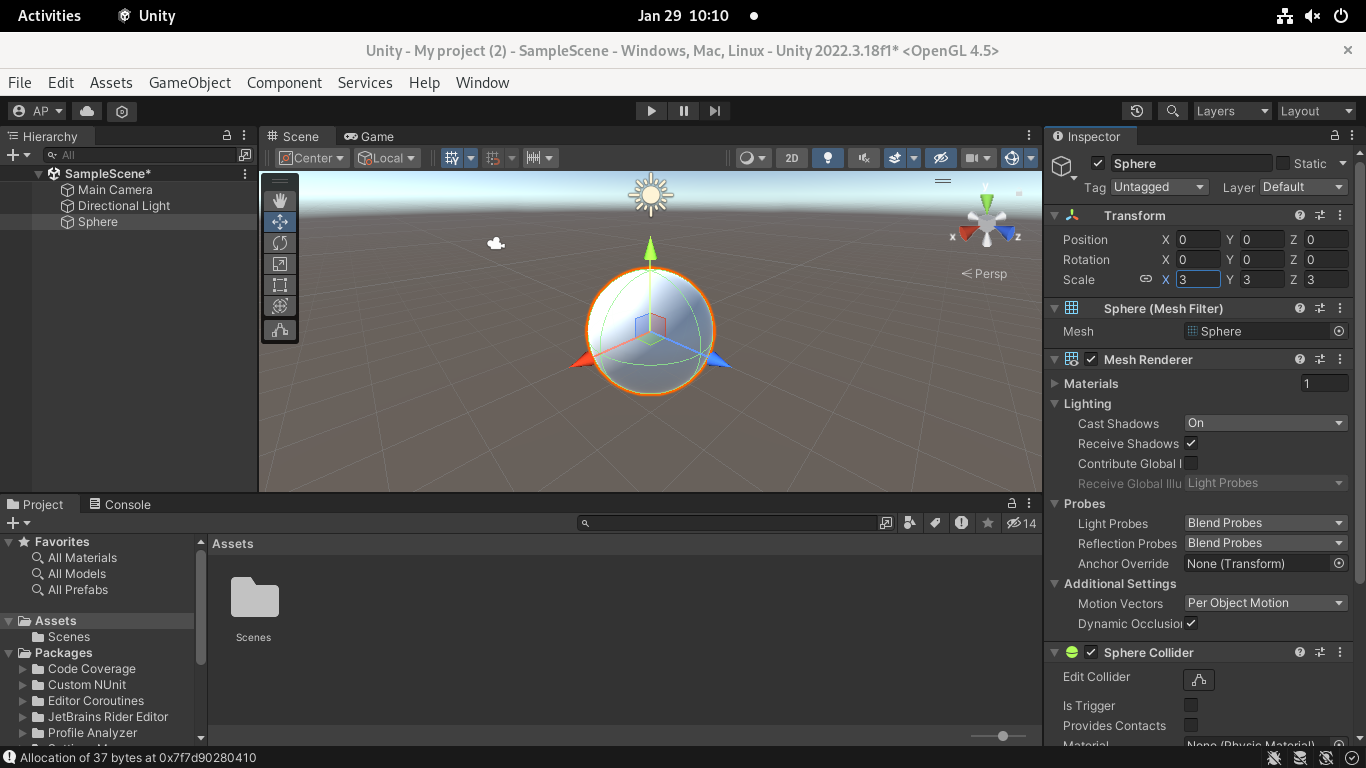 Activities Unity Jan 29 10:10
Unity - My project (2) - SampleScene - Windows, Mac, Linux - Unity 2022.3.18f1* <OpenGL 4.5>
File Edit Assets GameObject Component Services Help Window
AP Layers Layout
Hierarchy
All
SampleScene*
Main Camera
Directional Light
Sphere
Scene Game
Center Local 2D
y
x z
Persp
Inspector
Sphere Static
Tag Untagged Layer Default
Transform
Position X 0 Y 0 Z 0
Rotation X 0 Y 0 Z 0
Scale X 3 Y 3 Z 3
Sphere (Mesh Filter)
Mesh Sphere
Mesh Renderer
Materials 1
Lighting
Cast Shadows On
Receive Shadows
Contribute Global I
Receive Global Illu Light Probes
Probes
Light Probes Blend Probes
Reflection Probes Blend Probes
Anchor Override None (Transform)
Additional Settings
Motion Vectors Per Object Motion
Dynamic Occlusion
Sphere Collider
Edit Collider
Is Trigger
Provides Contacts
Material None (Physic Material)
Project Console
14
Favorites
All Materials
All Models
All Prefabs
Assets
Scenes
Packages
Code Coverage
Custom NUnit
Editor Coroutines
JetBrains Rider Editor
Profile Analyzer
Assets
Scenes
Allocation of 37 bytes at 0x7f7d90280410